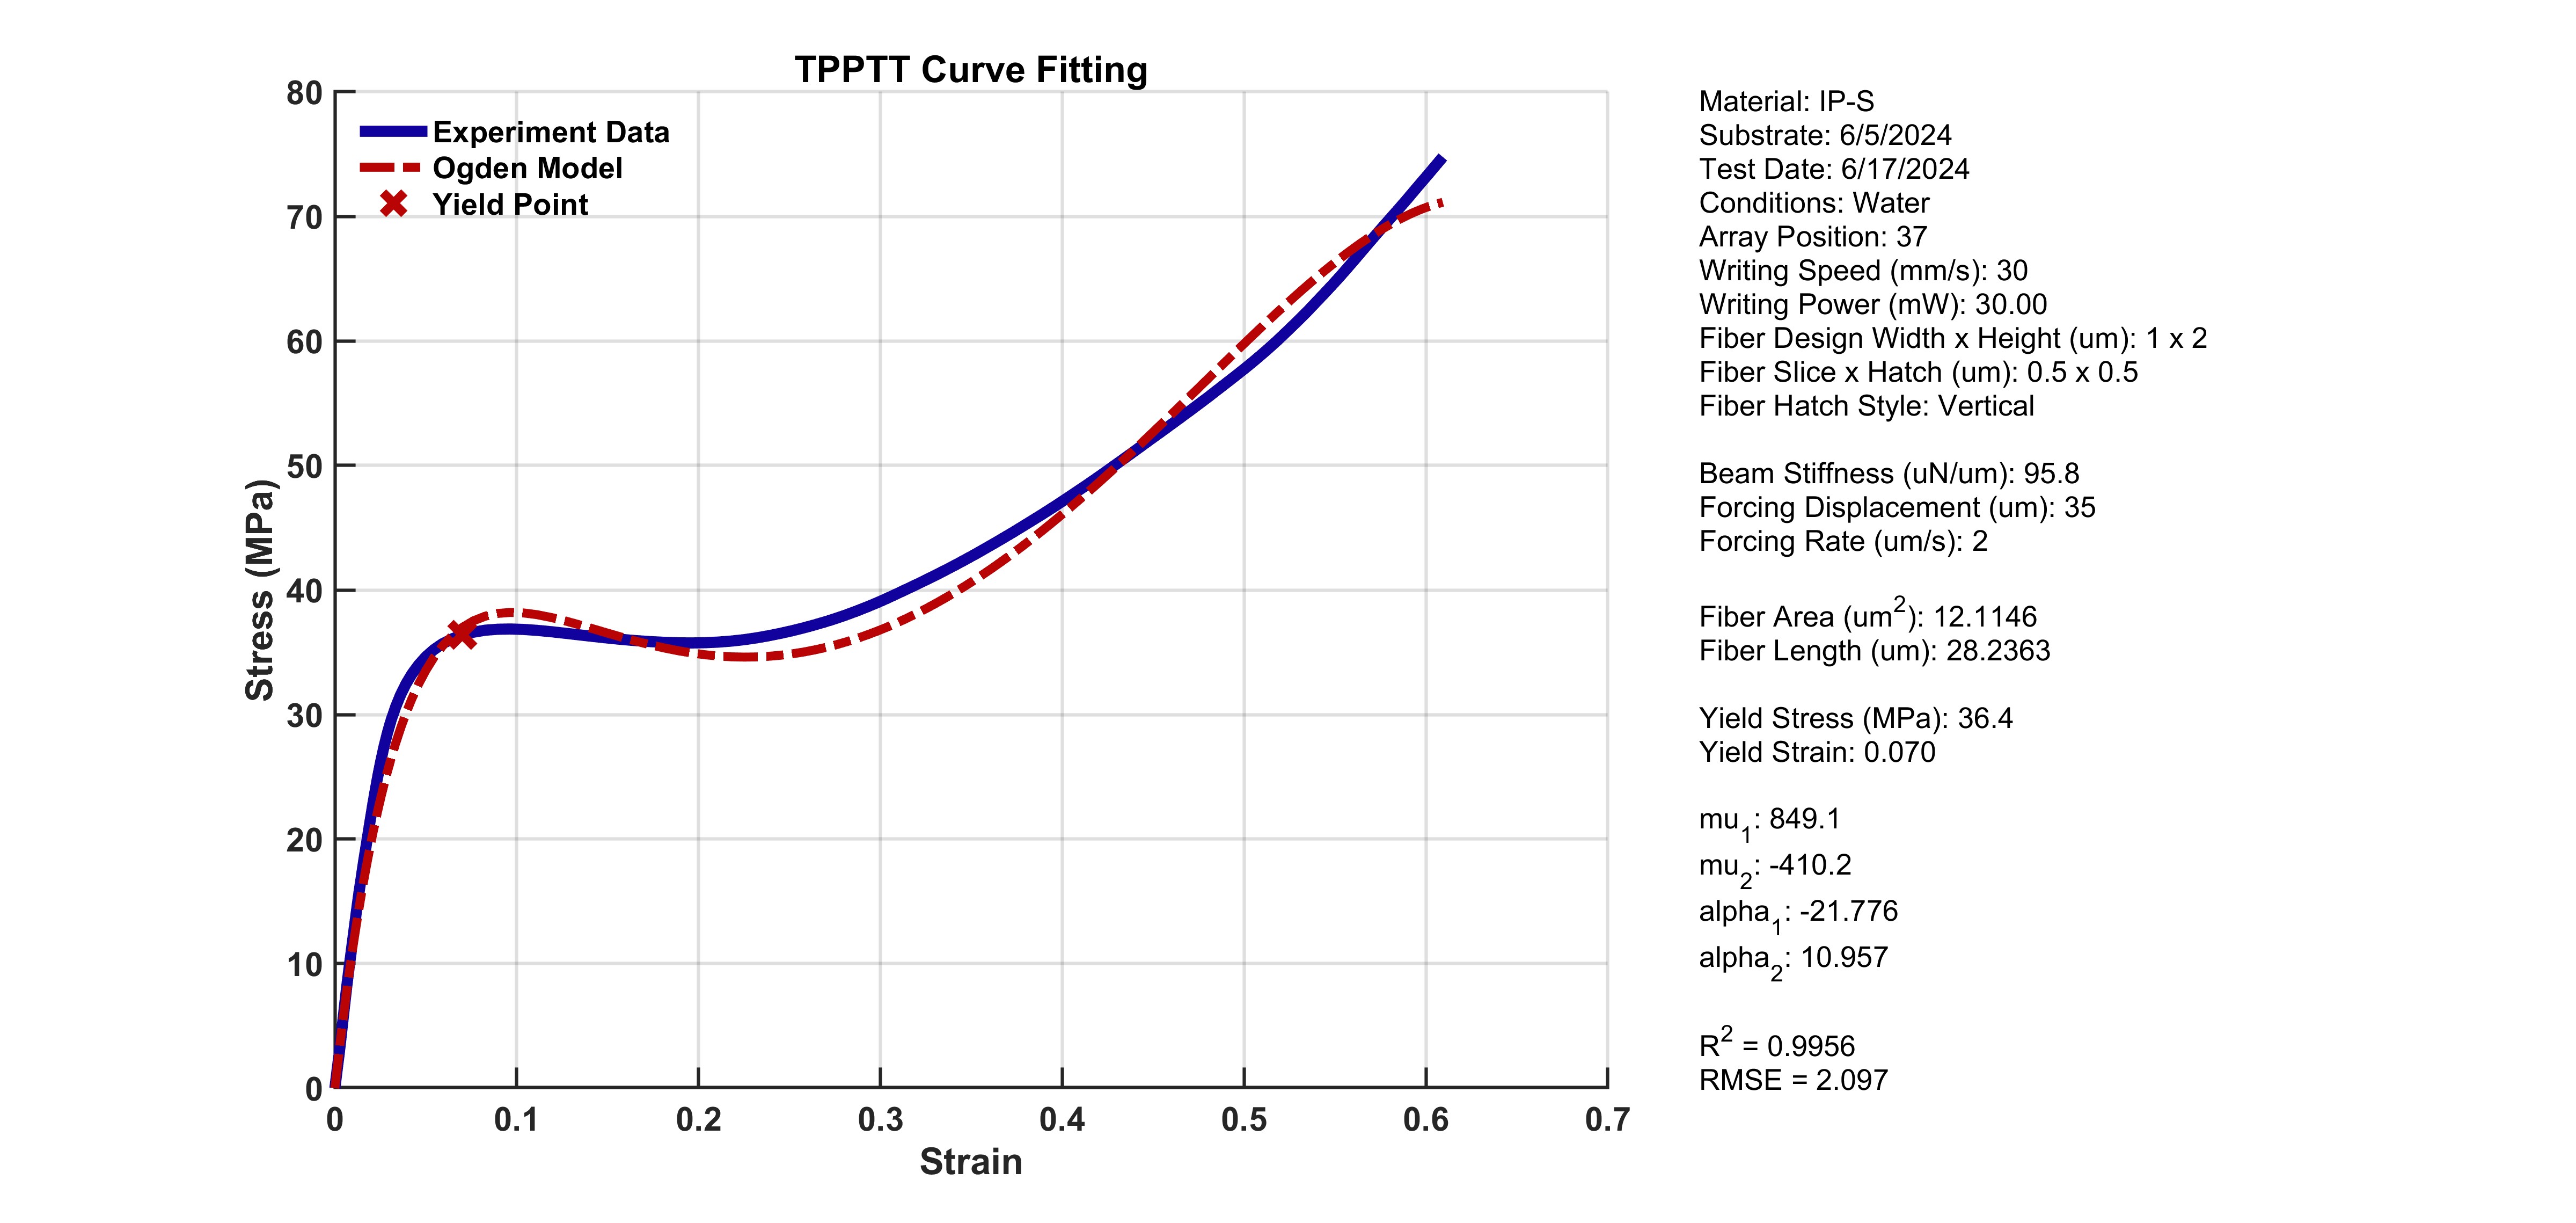 TPPTT Curve Fitting
80
70
60
50
40
30
20
10
0
Stress (MPa)
Experiment Data
Ogden Model
Yield Point
0 0.1 0.2 0.3 0.4 0.5 0.6 0.7
Strain
Material: IP-S
Substrate: 6/5/2024
Test Date: 6/17/2024
Conditions: Water
Array Position: 37
Writing Speed (mm/s): 30
Writing Power (mW): 30.00
Fiber Design Width x Height (um): 1 x 2
Fiber Slice x Hatch (um): 0.5 x 0.5
Fiber Hatch Style: Vertical
Beam Stiffness (uN/um): 95.8
Forcing Displacement (um): 35
Forcing Rate (um/s): 2
Fiber Area (um²): 12.1146
Fiber Length (um): 28.2363
Yield Stress (MPa): 36.4
Yield Strain: 0.070
mu₁: 849.1
mu₂: -410.2
alpha₁: -21.776
alpha₂: 10.957
R² = 0.9956
RMSE = 2.097